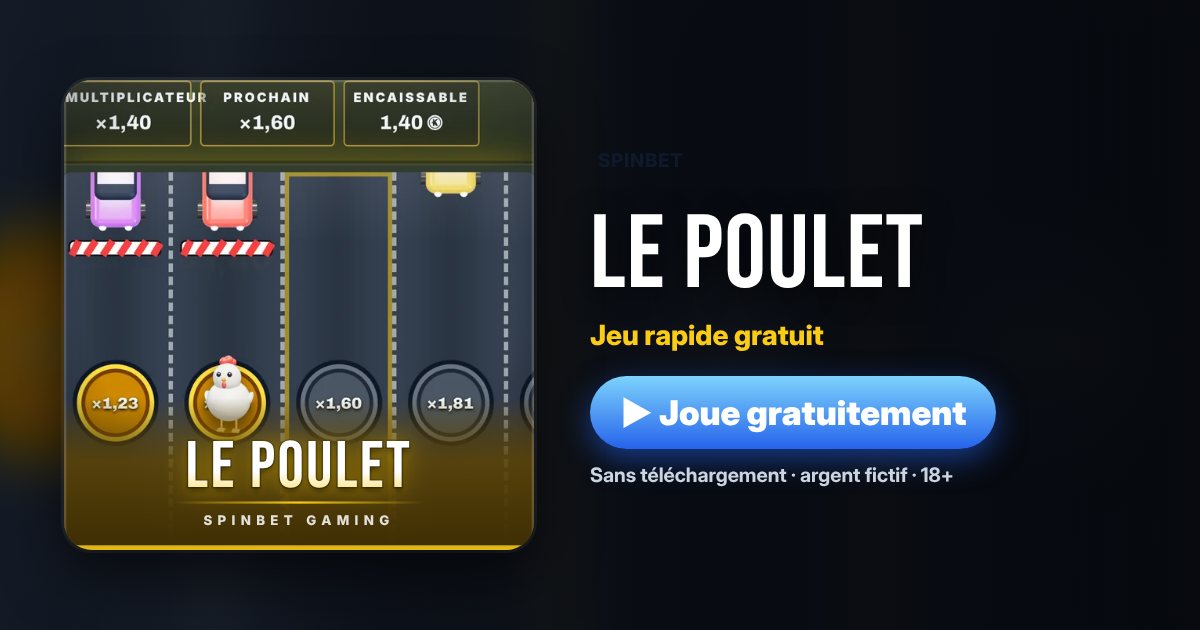 MULTIPLICATEUR PROCHAIN ENCAISSABLE
×1,40 ×1,60 1,40
×1,23 ×1,60 ×1,81
LE POULET
SPINBET GAMING
SPINBET
LE POULET
Jeu rapide gratuit
Joue gratuitement
Sans téléchargement · argent fictif · 18+